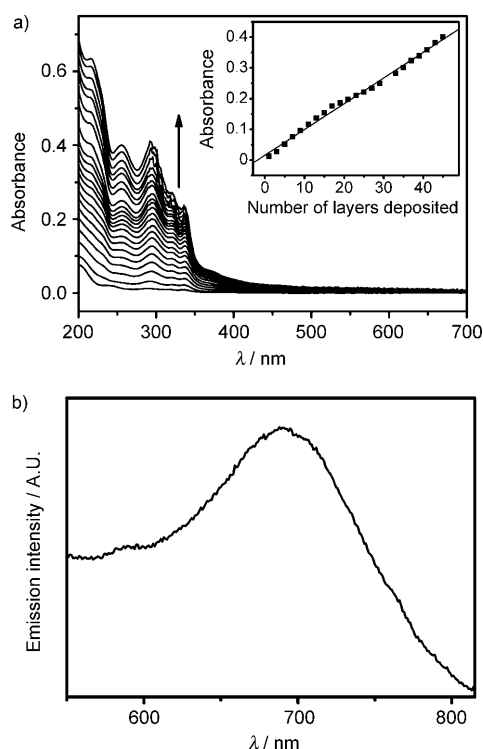 a)
0.6
0.4
0.2
0.0
Absorbance
200 300 400 500 600 700
λ / nm
0.4
0.3
0.2
0.1
0
Absorbance
0 10 20 30 40
Number of layers deposited
b)
Emission intensity / A.U.
600 700 800
λ / nm